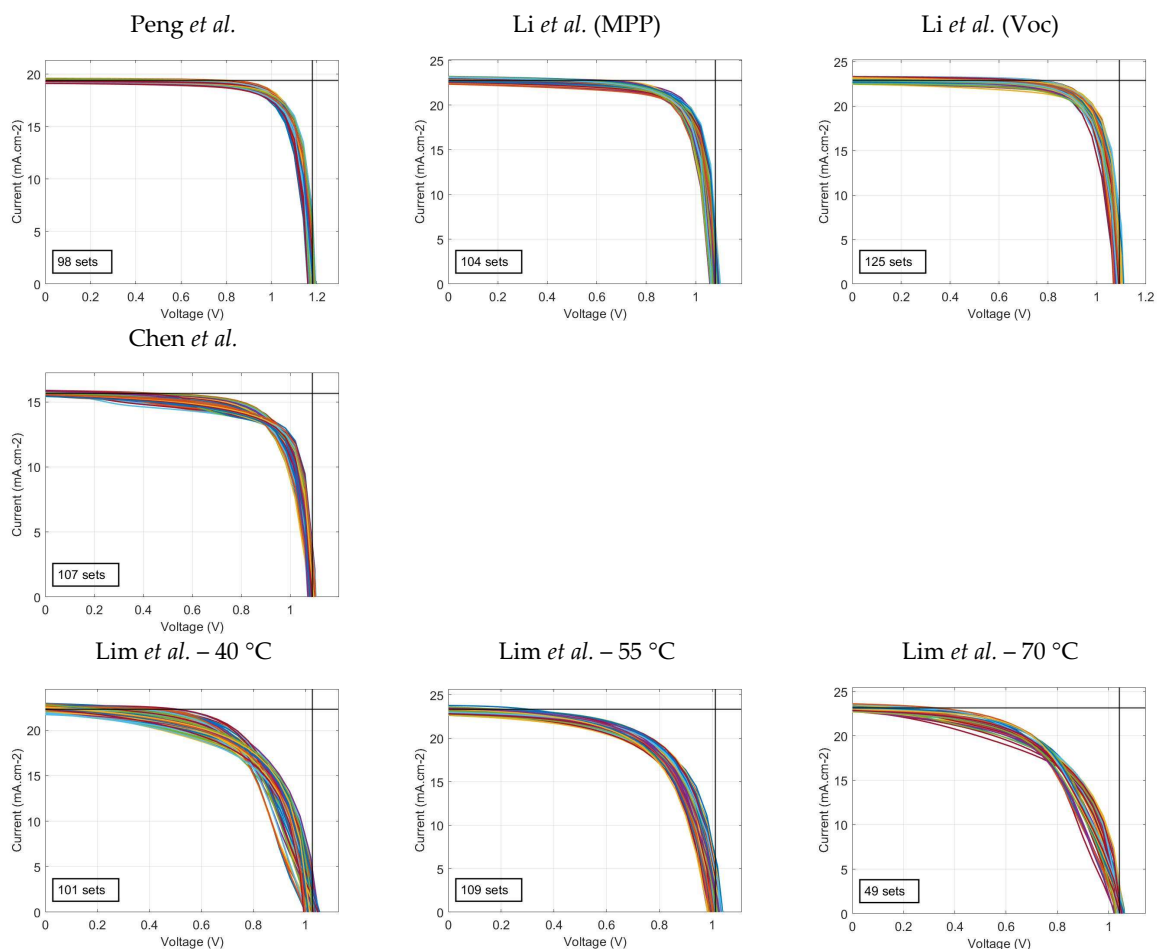 Peng et al.
Li et al. (MPP)
Li et al. (Voc)
Current (mA.cm-2)
20
15
10
5
0
98 sets
0 0.2 0.4 0.6 0.8 1 1.2
Voltage (V)
Current (mA.cm-2)
25
20
15
10
5
0
104 sets
0 0.2 0.4 0.6 0.8 1
Voltage (V)
Current (mA.cm-2)
25
20
15
10
5
0
125 sets
0 0.2 0.4 0.6 0.8 1 1.2
Voltage (V)
Chen et al.
Current (mA.cm-2)
15
10
5
0
107 sets
0 0.2 0.4 0.6 0.8 1
Voltage (V)
Lim et al. – 40 °C
Lim et al. – 55 °C
Lim et al. – 70 °C
Current (mA.cm-2)
20
15
10
5
0
101 sets
0 0.2 0.4 0.6 0.8 1
Voltage (V)
Current (mA.cm-2)
25
20
15
10
5
0
109 sets
0 0.2 0.4 0.6 0.8 1
Voltage (V)
Current (mA.cm-2)
25
20
15
10
5
0
49 sets
0 0.2 0.4 0.6 0.8 1
Voltage (V)